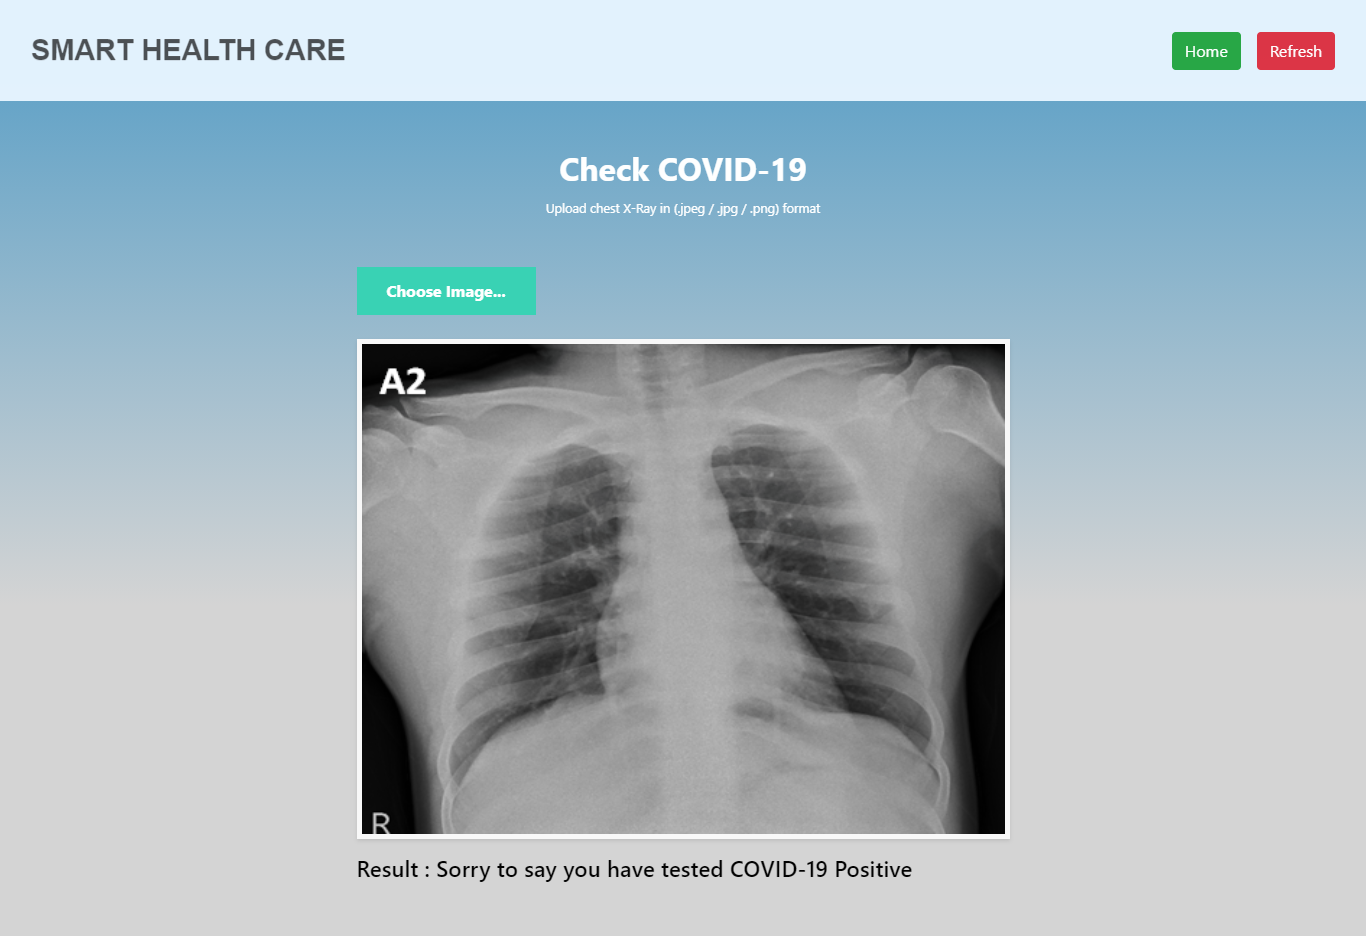 SMART HEALTH CARE
Home
Refresh
Check COVID-19
Upload chest X-Ray in (.jpeg / .jpg / .png) format
Choose Image...
A2
R
Result : Sorry to say you have tested COVID-19 Positive